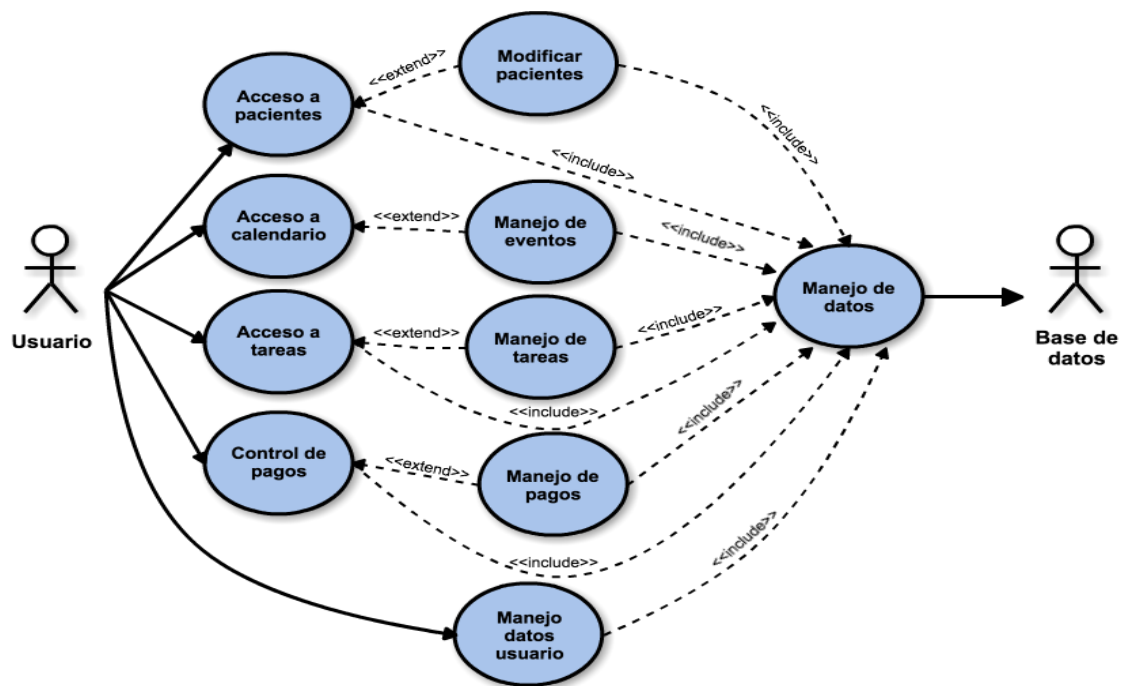 Modificar
pacientes
<<extend>>
Acceso a
pacientes
<<include>>
<<include>>
Acceso a
calendario
<<extend>>
Manejo de
eventos
<<include>>
Usuario
Manejo de
datos
Base de
datos
Acceso a
tareas
<<extend>>
Manejo de
tareas
<<include>>
<<include>>
Control de
pagos
<<extend>>
Manejo de
pagos
<<include>>
<<include>>
Manejo
datos
usuario
<<include>>